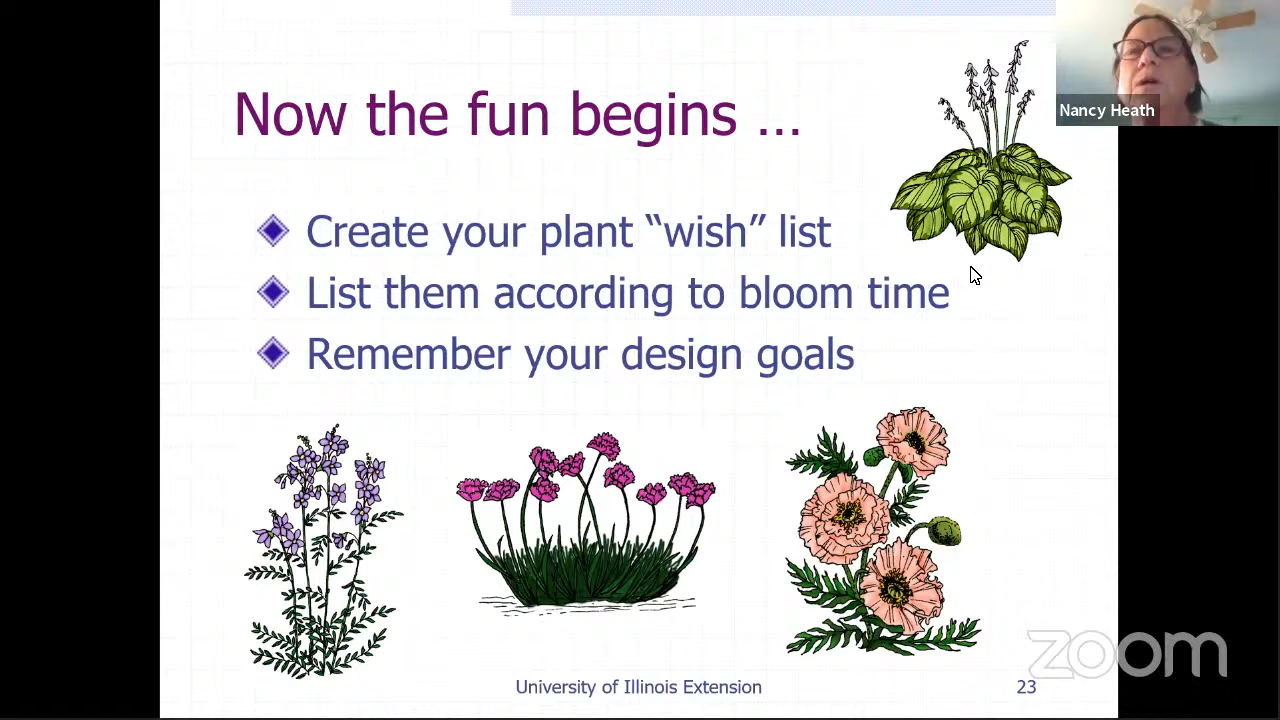 Now the fun begins ...
Nancy Heath
Create your plant “wish” list
List them according to bloom time
Remember your design goals
University of Illinois Extension
23
zoom